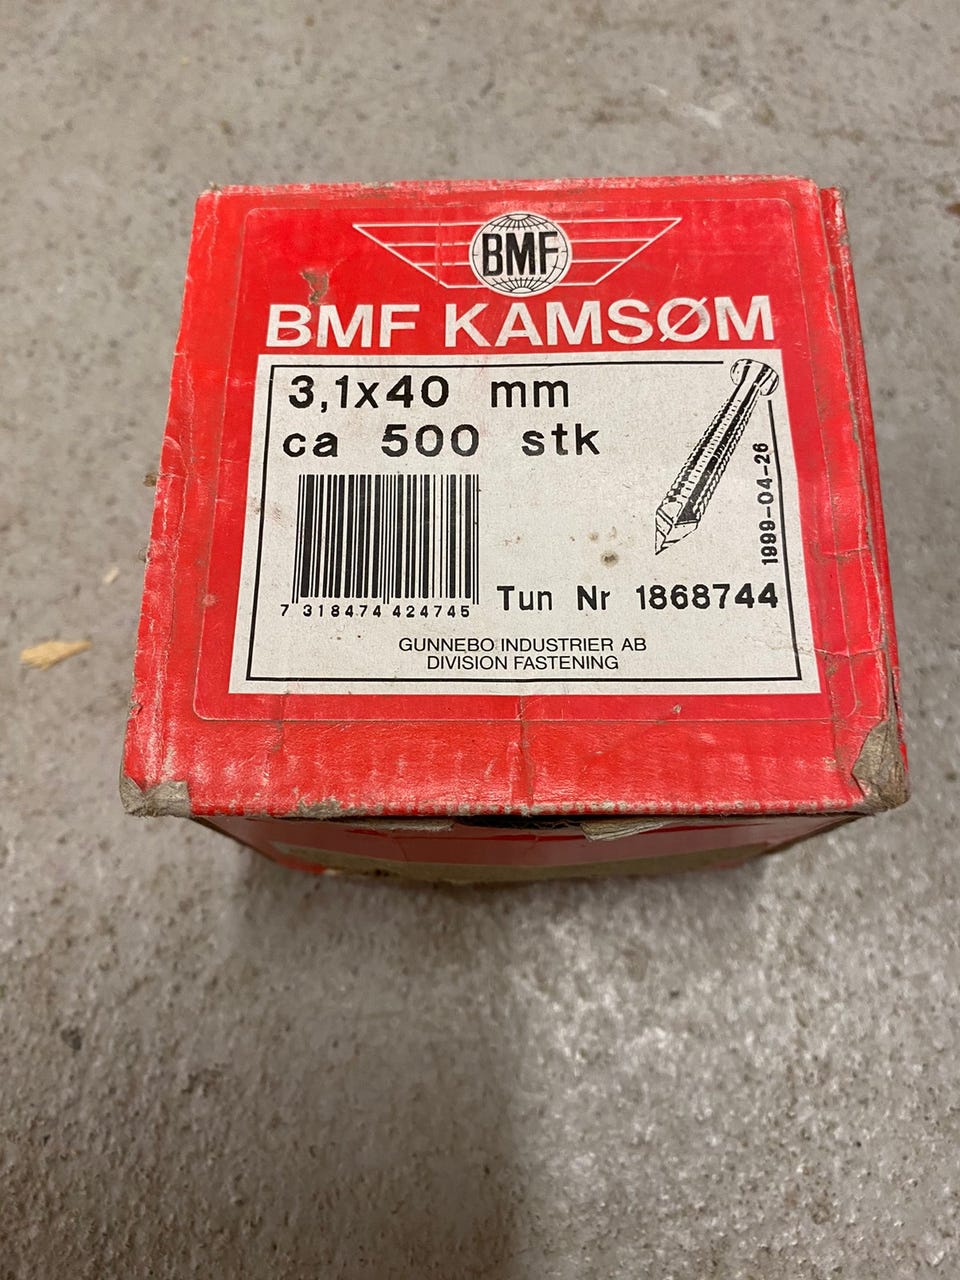 BMF
BMF KAMSØM
3,1x40 mm
ca 500 stk
1999-04-26
7 318474 424745
Tun Nr 1868744
GUNNEBO INDUSTRIER AB
DIVISION FASTENING